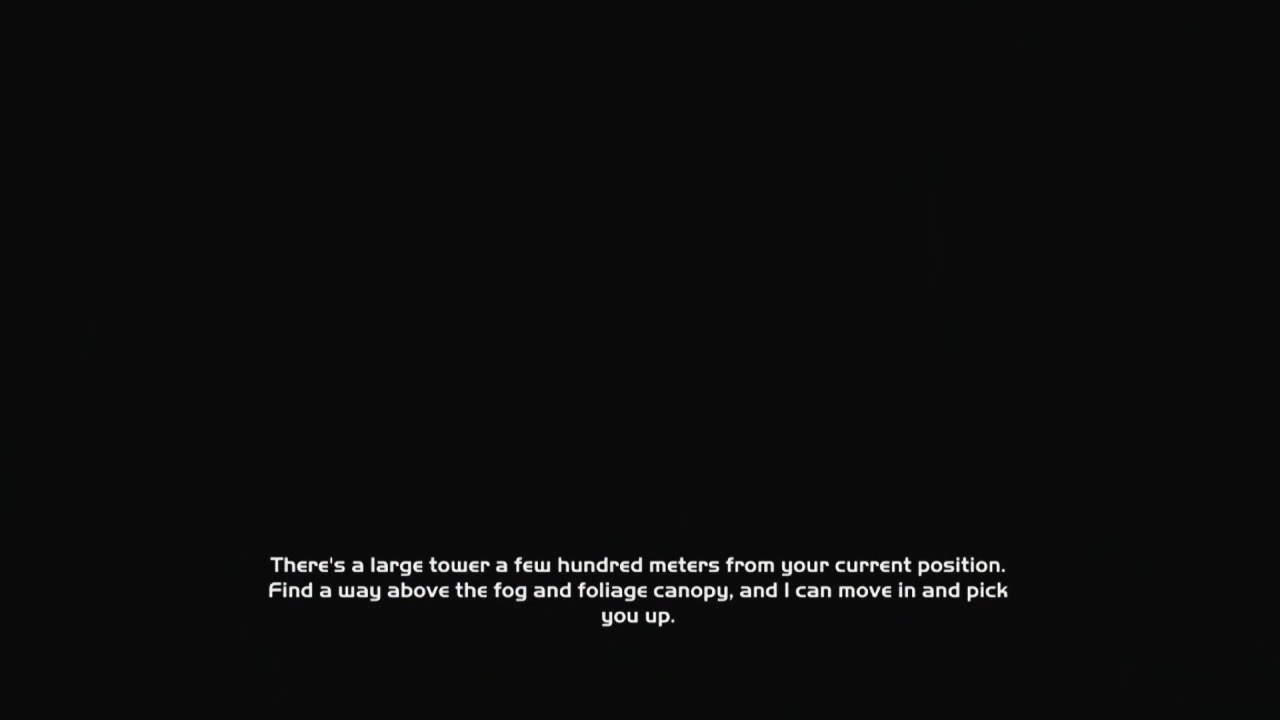 There's a large tower a few hundred meters from your current position.
Find a way above the fog and foliage canopy, and I can move in and pick
you up.